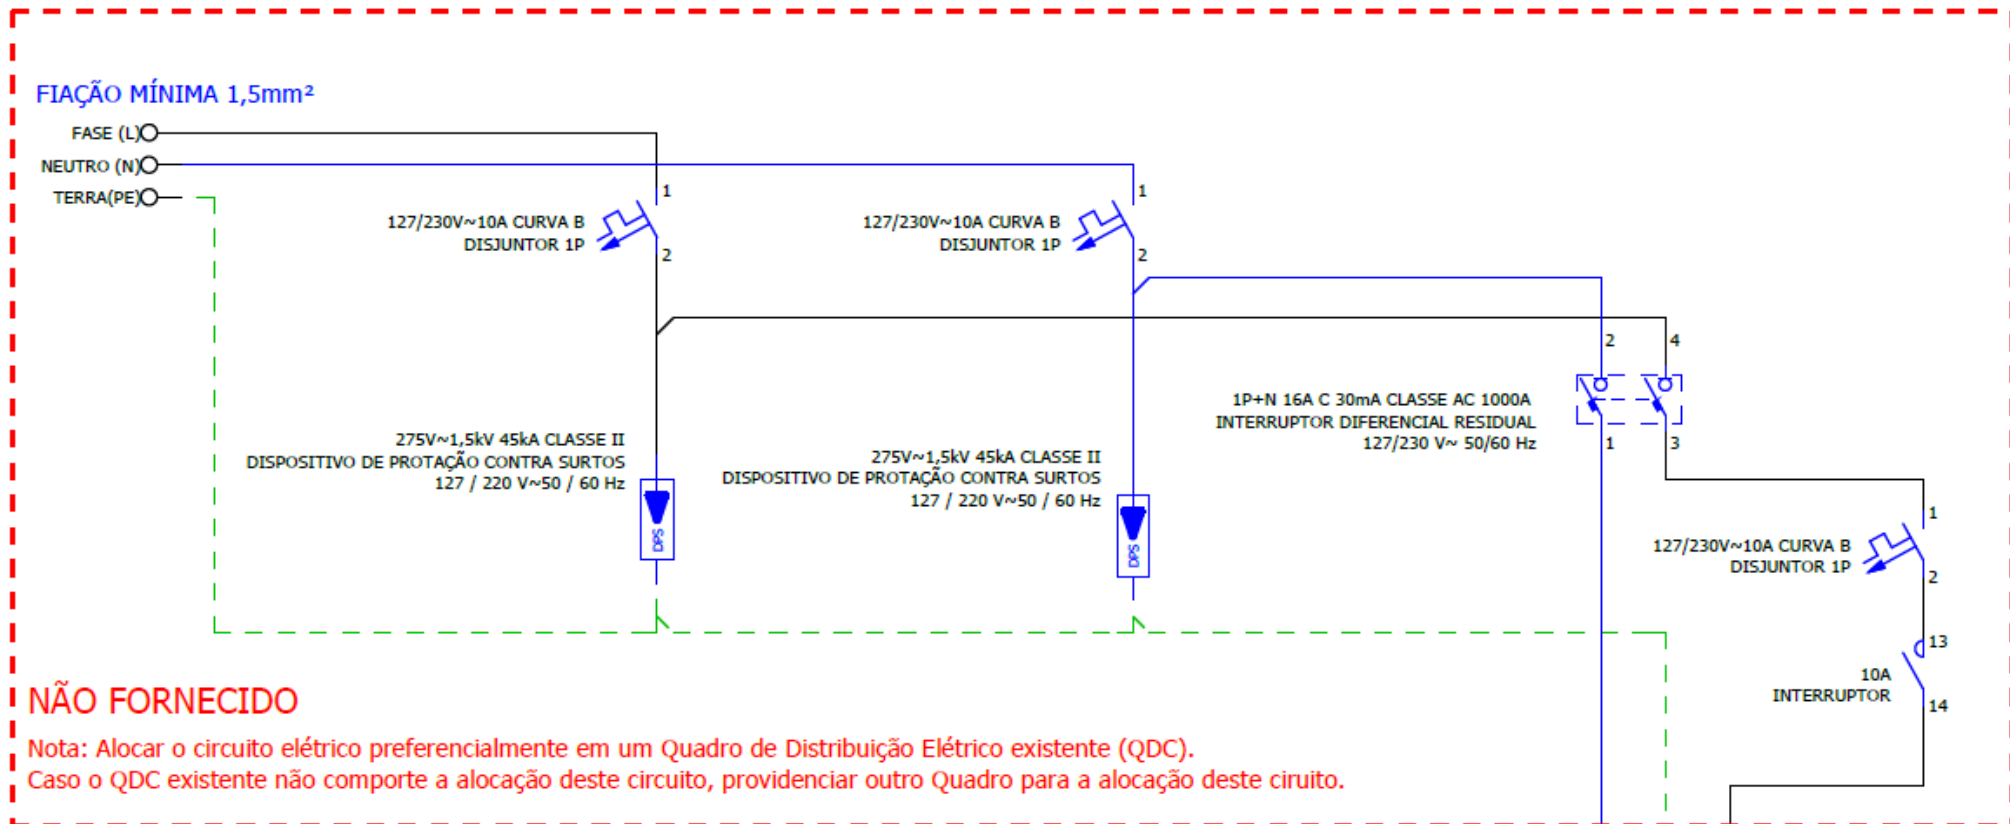 FIAÇÃO MÍNIMA 1,5mm²
FASE (L)
NEUTRO (N)
TERRA(PE)
1
127/230V~10A CURVA B
DISJUNTOR 1P
2
1
127/230V~10A CURVA B
DISJUNTOR 1P
2
2
4
1P+N 16A C 30mA CLASSE AC 1000A
INTERRUPTOR DIFERENCIAL RESIDUAL
127/230 V~ 50/60 Hz
1
3
275V~1,5kV 45kA CLASSE II
DISPOSITIVO DE PROTAÇÃO CONTRA SURTOS
127 / 220 V~50 / 60 Hz
DPS
275V~1,5kV 45kA CLASSE II
DISPOSITIVO DE PROTAÇÃO CONTRA SURTOS
127 / 220 V~50 / 60 Hz
DPS
1
127/230V~10A CURVA B
DISJUNTOR 1P
2
13
10A
INTERRUPTOR
14
NÃO FORNECIDO
Nota: Alocar o circuito elétrico preferencialmente em um Quadro de Distribuição Elétrico existente (QDC).
Caso o QDC existente não comporte a alocação deste circuito, providenciar outro Quadro para a alocação deste ciruito.